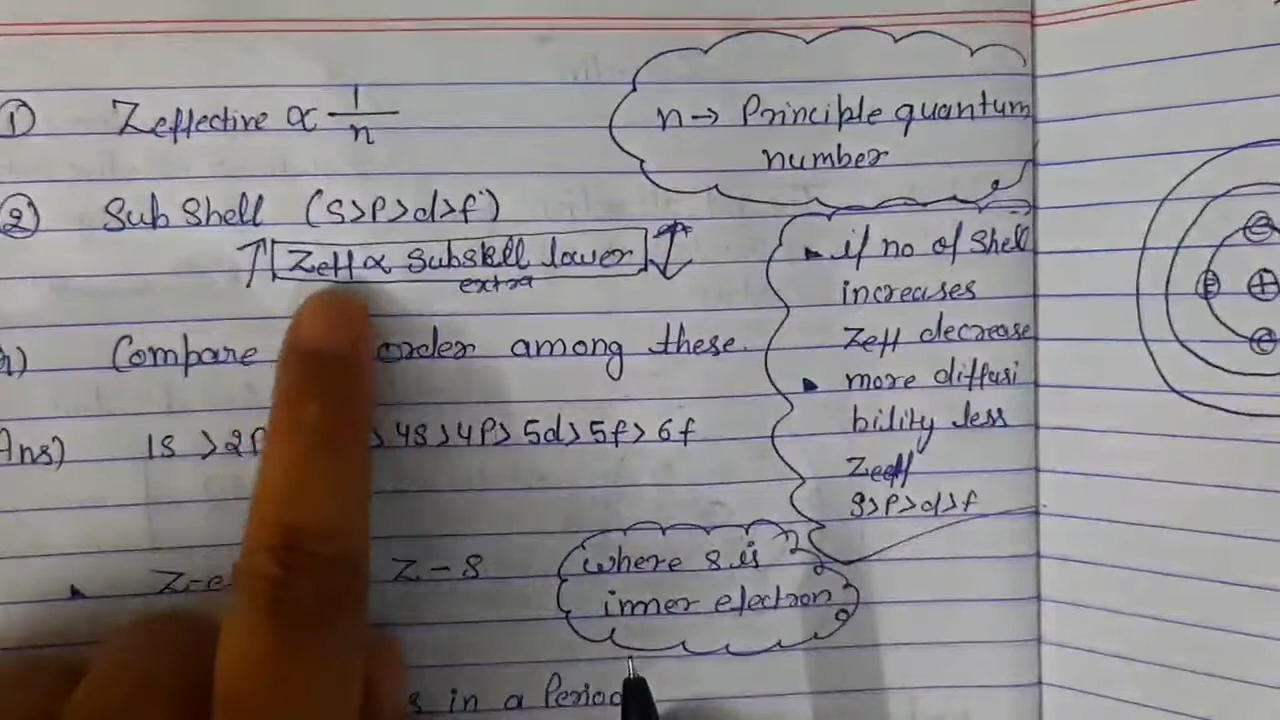 1) Zeffective ∝ 1/n
n→ Principle quantum
number
2) Sub Shell (s>p>d>f)
↑ Zeff ∝ Subshell lower ↕
extra
• if no of shell
increases
Zeff decrease
• more diffusi
bility less
Zeeff
s>p>d>f
Compare order among these.
Ans) 1s >2p >4s>4p>5d>5f>6f
Z-e Z-s
where s is
inner electron
s in a Period